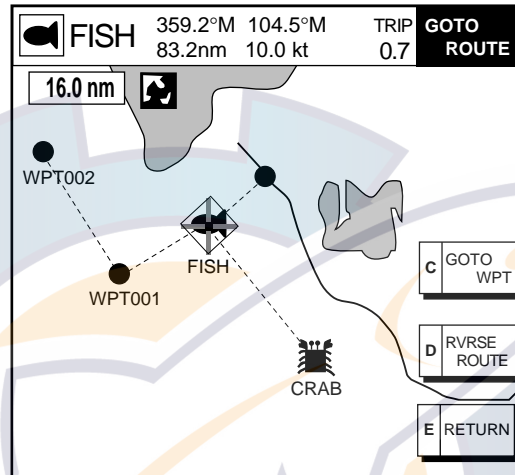 FISH 359.2°M 104.5°M TRIP GOTO
83.2nm 10.0 kt 0.7 ROUTE
16.0 nm
WPT002
FISH
WPT001
CRAB
C GOTO
WPT
D RVRSE
ROUTE
E RETURN